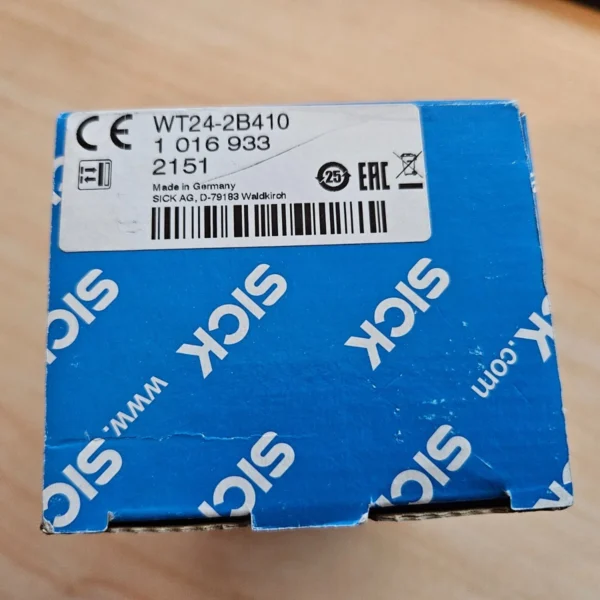 CE WT24-2B410
1 016 933
2151
Made in Germany
SICK AG, D-79183 Waldkirch
25 EAC
SICK
SICK
SICK
SICK
www.
.com
SICK
SICK
SICK
SICK